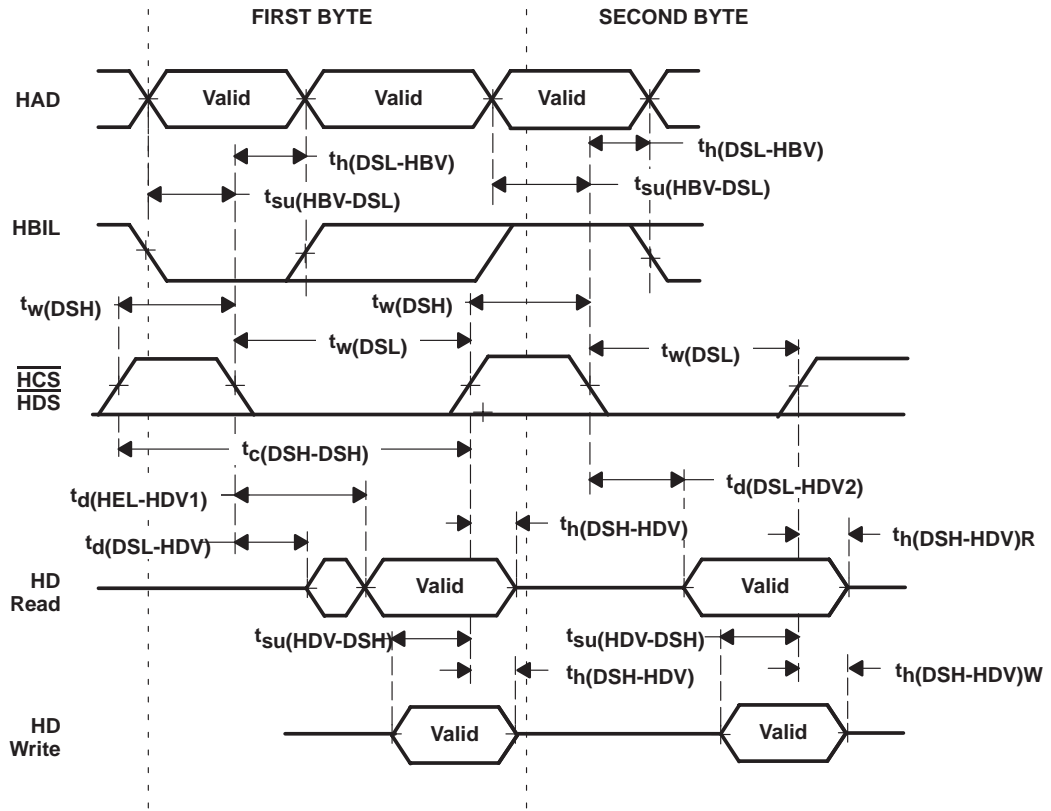 FIRST BYTE SECOND BYTE
HAD Valid Valid Valid
th(DSL-HBV) th(DSL-HBV)
tsu(HBV-DSL) tsu(HBV-DSL)
HBIL
tw(DSH) tw(DSH)
tw(DSL) tw(DSL)
HCS
HDS
tc(DSH-DSH)
td(HEL-HDV1) td(DSL-HDV2)
th(DSH-HDV) th(DSH-HDV)R
td(DSL-HDV)
HD
Read Valid Valid
tsu(HDV-DSH) tsu(HDV-DSH)
th(DSH-HDV) th(DSH-HDV)W
HD
Write Valid Valid